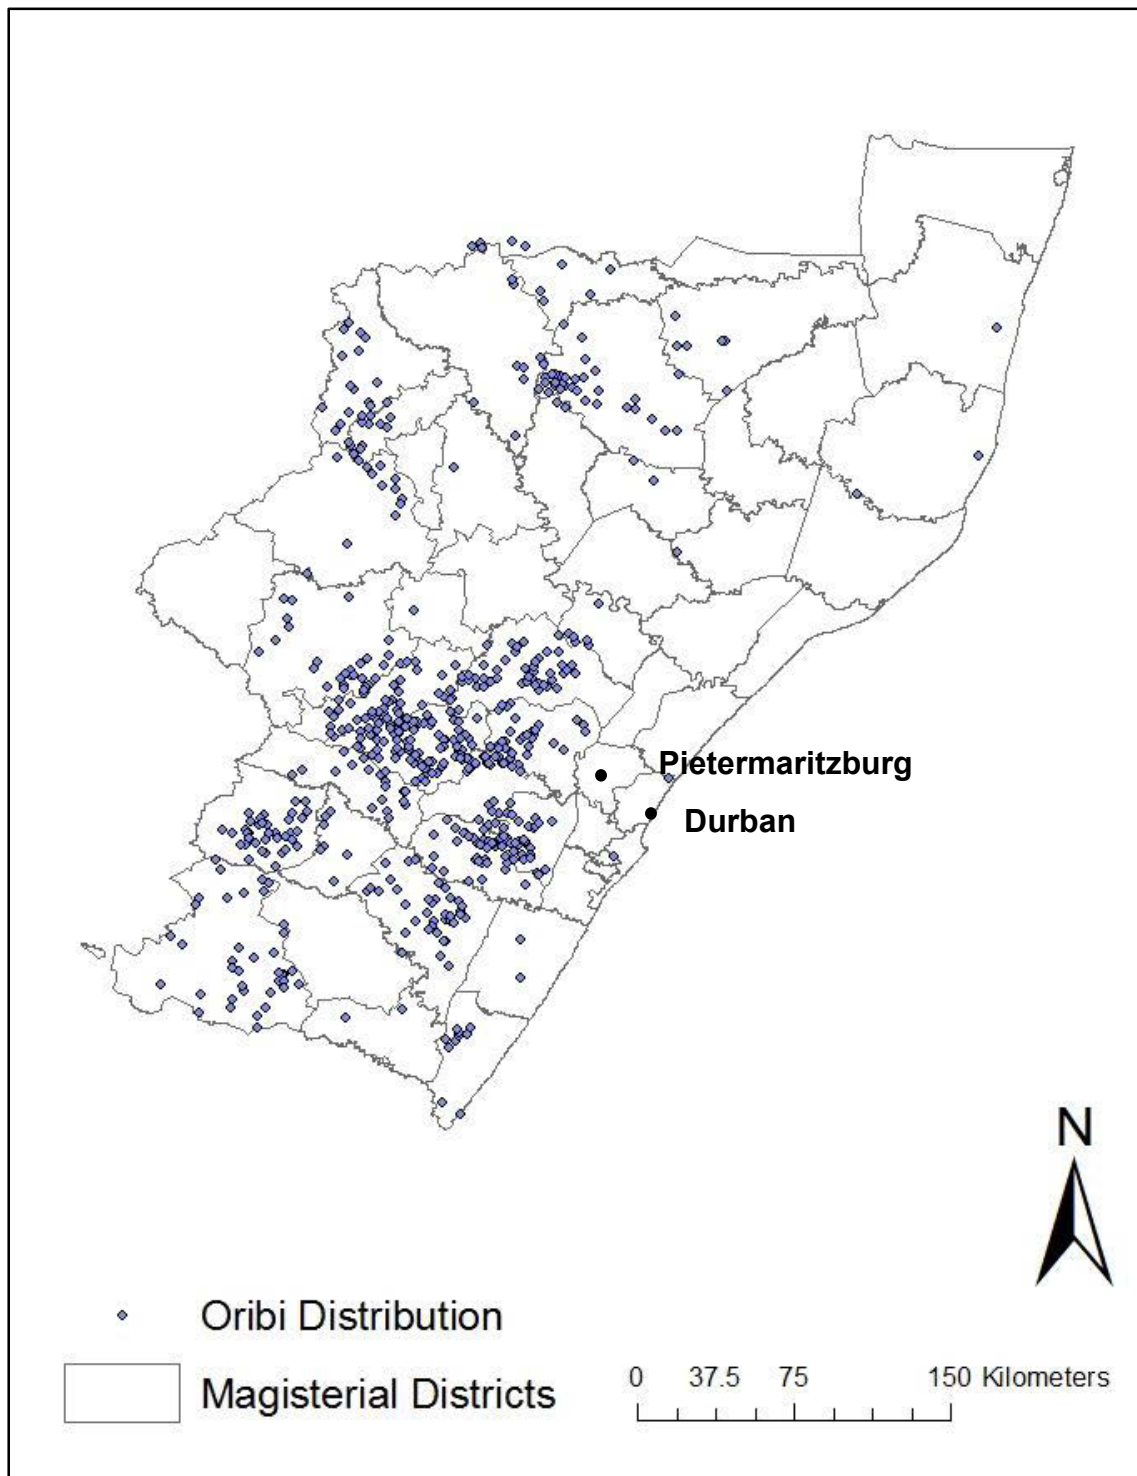 Pietermaritzburg
Durban
N
Oribi Distribution
Magisterial Districts
0 37.5 75 150 Kilometers